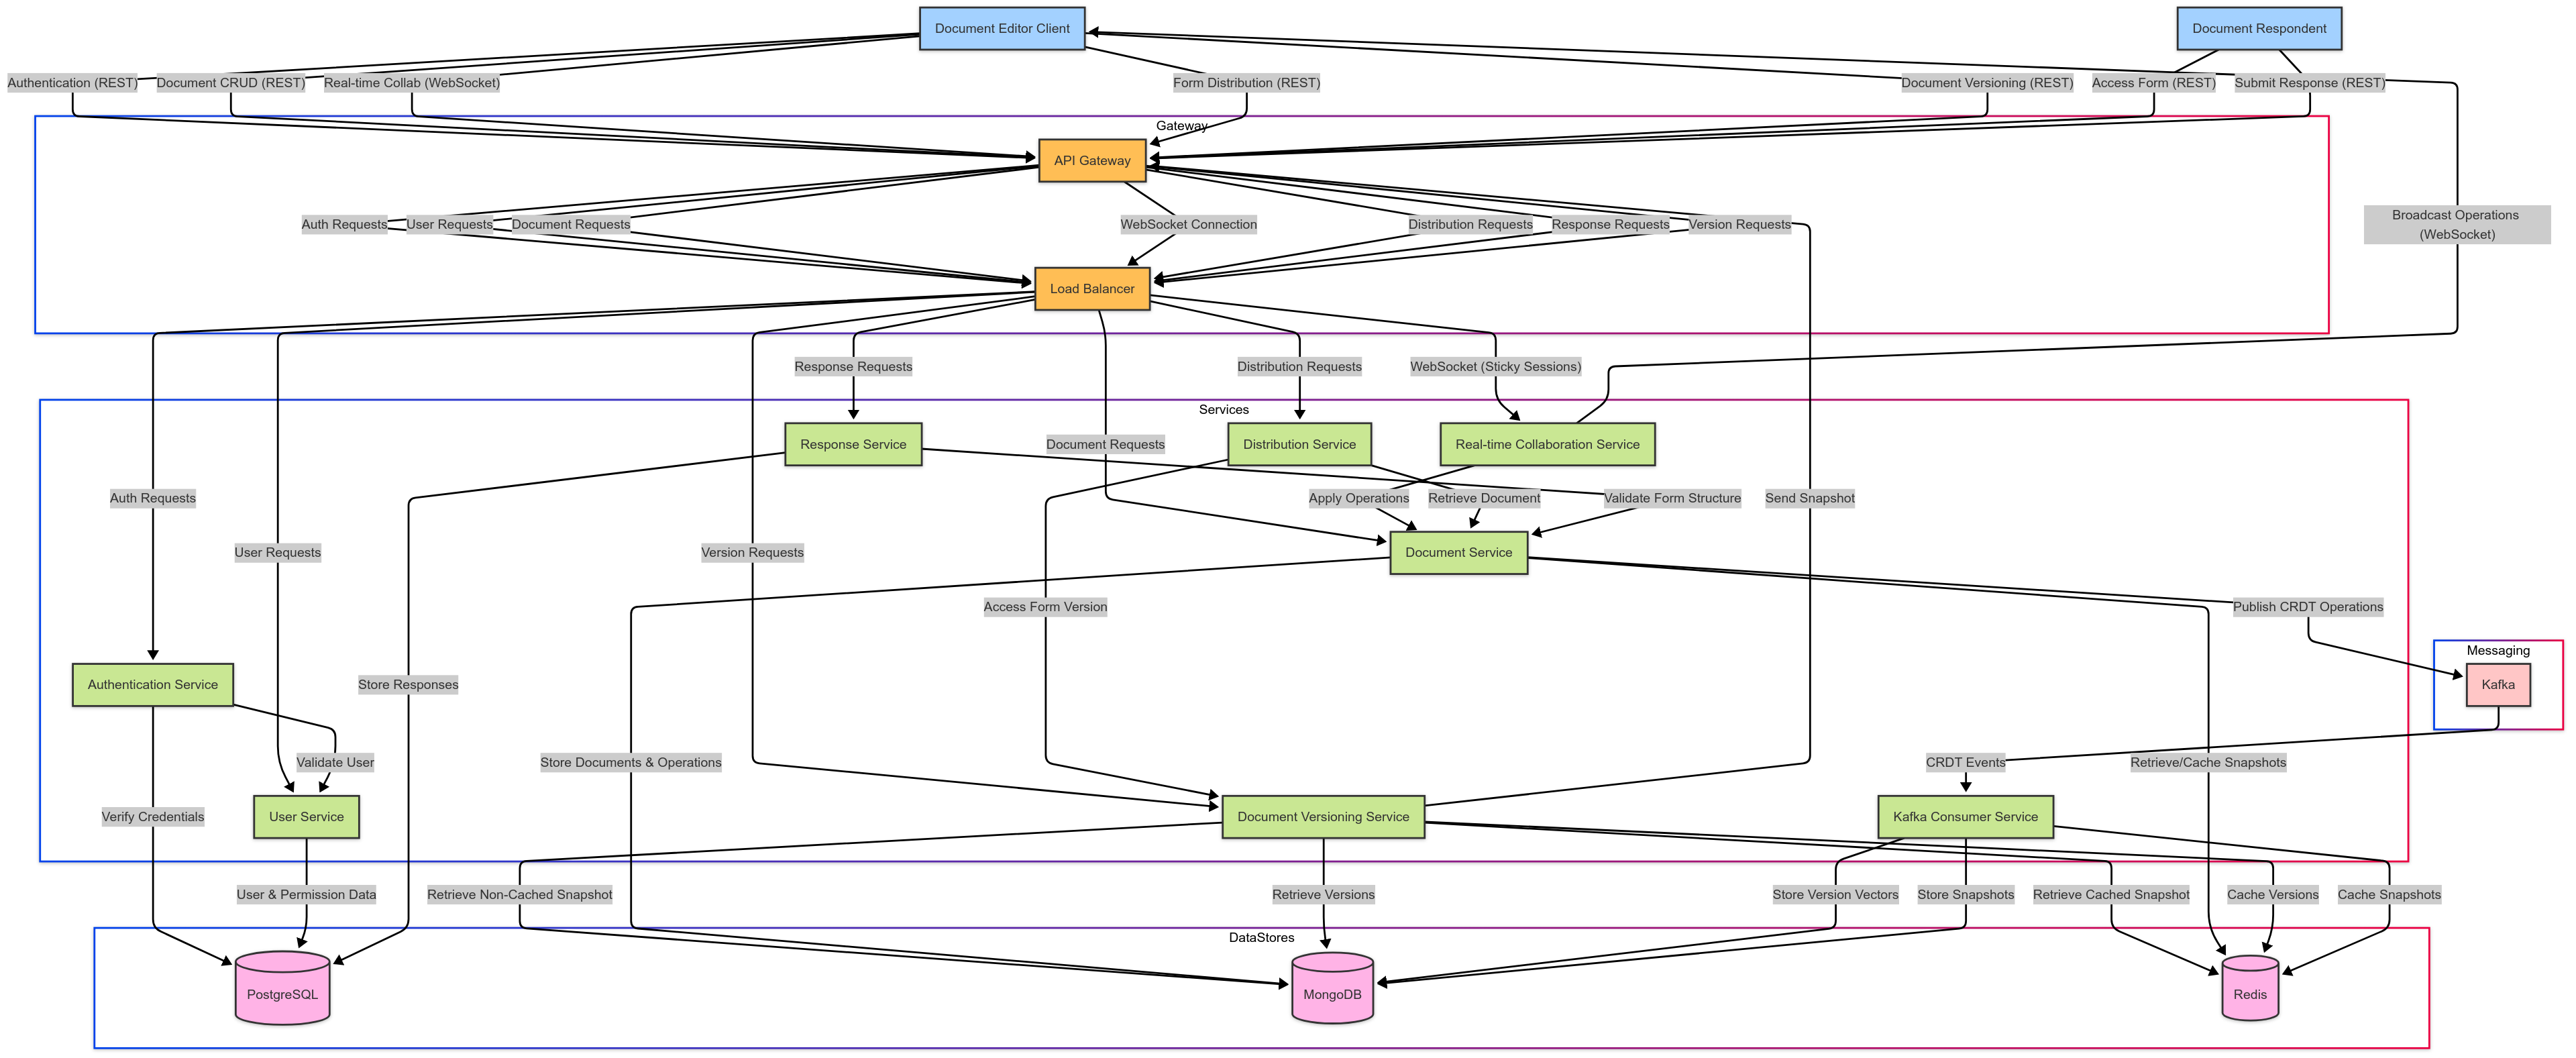 Document Editor Client
Document Respondent
Authentication (REST)
Document CRUD (REST)
Real-time Collab (WebSocket)
Form Distribution (REST)
Document Versioning (REST)
Access Form (REST)
Submit Response (REST)
Gateway
API Gateway
Auth Requests
User Requests
Document Requests
WebSocket Connection
Distribution Requests
Response Requests
Version Requests
Broadcast Operations
(WebSocket)
Load Balancer
Response Requests
Distribution Requests
WebSocket (Sticky Sessions)
Services
Response Service
Document Requests
Distribution Service
Real-time Collaboration Service
Auth Requests
Apply Operations
Retrieve Document
Validate Form Structure
Send Snapshot
User Requests
Version Requests
Document Service
Access Form Version
Publish CRDT Operations
Messaging
Authentication Service
Store Responses
Kafka
Validate User
Store Documents & Operations
CRDT Events
Retrieve/Cache Snapshots
Verify Credentials
User Service
Document Versioning Service
Kafka Consumer Service
User & Permission Data
Retrieve Non-Cached Snapshot
Retrieve Versions
Store Version Vectors
Store Snapshots
Retrieve Cached Snapshot
Cache Versions
Cache Snapshots
DataStores
PostgreSQL
MongoDB
Redis